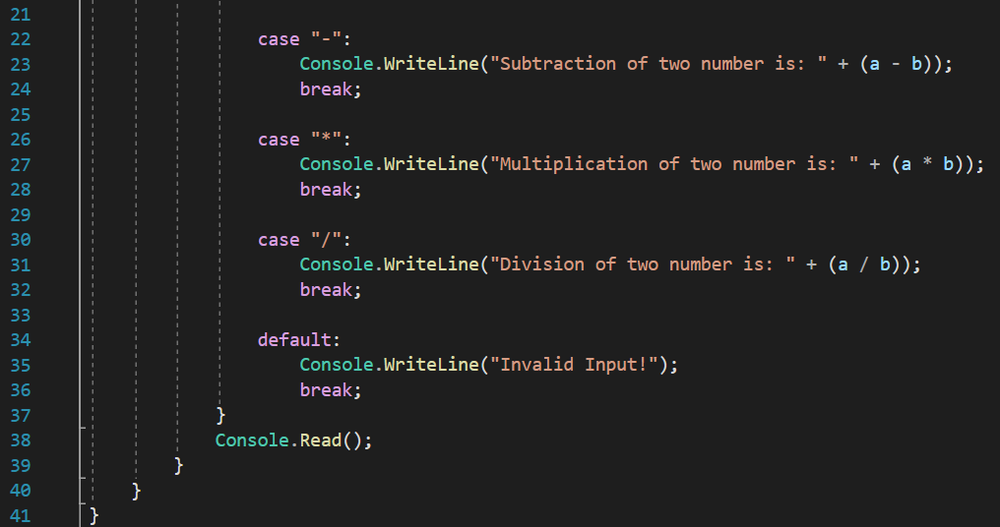 21
22 case "-":
23 Console.WriteLine("Subtraction of two number is: " + (a - b));
24 break;
25
26 case "*":
27 Console.WriteLine("Multiplication of two number is: " + (a * b));
28 break;
29
30 case "/":
31 Console.WriteLine("Division of two number is: " + (a / b));
32 break;
33
34 default:
35 Console.WriteLine("Invalid Input!");
36 break;
37 }
38 Console.Read();
39 }
40 }
41 }